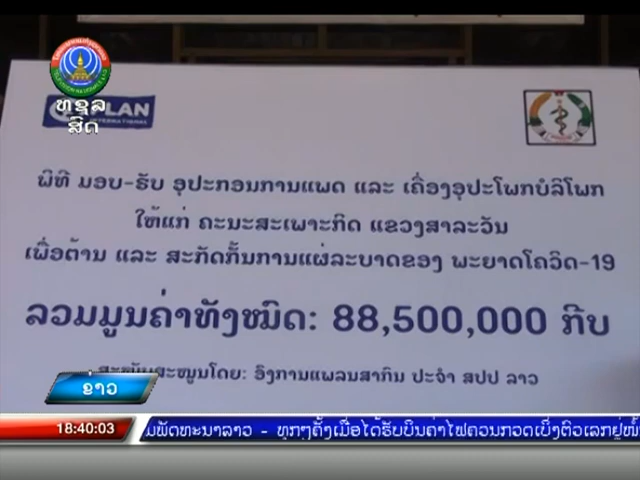 ທຊລ
ສົດ
PLAN
INTERNATIONAL
ພິທີ ມອບ-ຮັບ ອຸປະກອນການແພດ ແລະ ເຄື່ອງອຸປະໂພກບໍລິໂພກ
ໃຫ້ແກ່ ຄະນະສະເພາະກິດ ແຂວງສາລະວັນ
ເພື່ອຕ້ານ ແລະ ສະກັດກັ້ນການແຜ່ລະບາດຂອງ ພະຍາດໂຄວິດ-19
ລວມມູນຄ່າທັງໝົດ: 88,500,000 ກີບ
ສະໜັບສະໜູນໂດຍ: ອົງການແພລນສາກົນ ປະຈຳ ສປປ ລາວ
ຂ່າວ
18:40:03 ມພັດທະນາລາວ - ທຸກໆຄັ້ງເມື່ອໄດ້ຮັບບິນຄ່າໄຟຄວນກວດເບິ່ງຕົວເລກຢູ່ໜ້